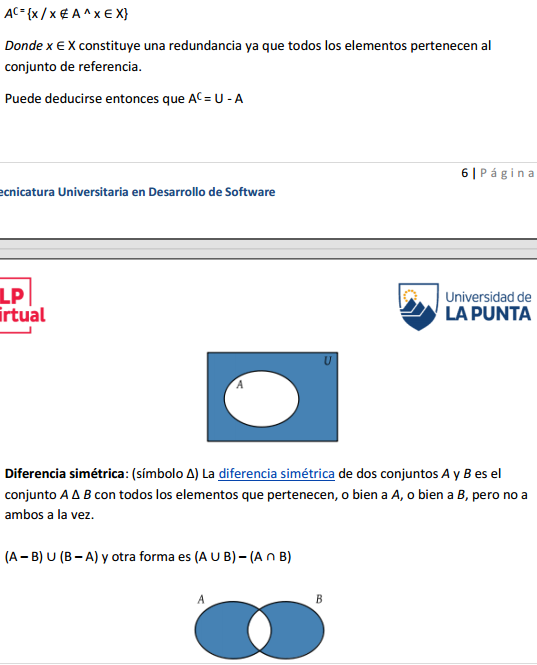 Aᶜ⁼ {x / x ∉ A ^ x ∈ X}
Donde x ∈ X constituye una redundancia ya que todos los elementos pertenecen al
conjunto de referencia.
Puede deducirse entonces que Aᶜ = U - A
6 | P á g i n a
ecnicatura Universitaria en Desarrollo de Software
LP
irtual
Universidad de
LA PUNTA
U
A
Diferencia simétrica: (símbolo Δ) La diferencia simétrica de dos conjuntos A y B es el
conjunto A Δ B con todos los elementos que pertenecen, o bien a A, o bien a B, pero no a
ambos a la vez.
(A − B) ∪ (B − A) y otra forma es (A ∪ B) − (A ∩ B)
A B